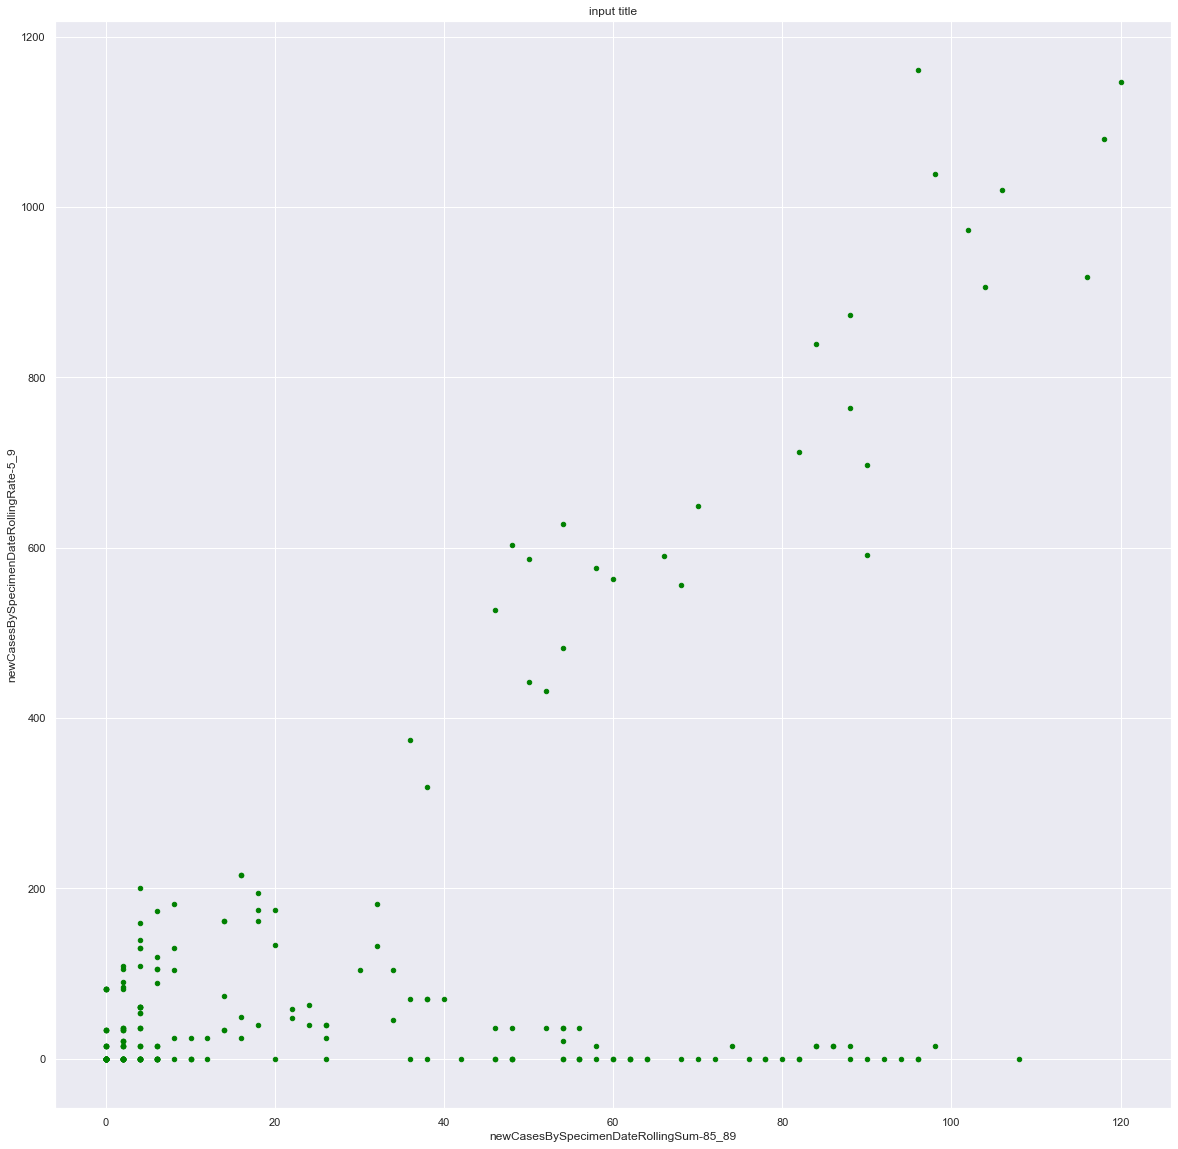 input title
1200
1000
800
600
400
200
0
newCasesBySpecimenDateRollingRate-5_9
0 20 40 60 80 100 120
newCasesBySpecimenDateRollingSum-85_89